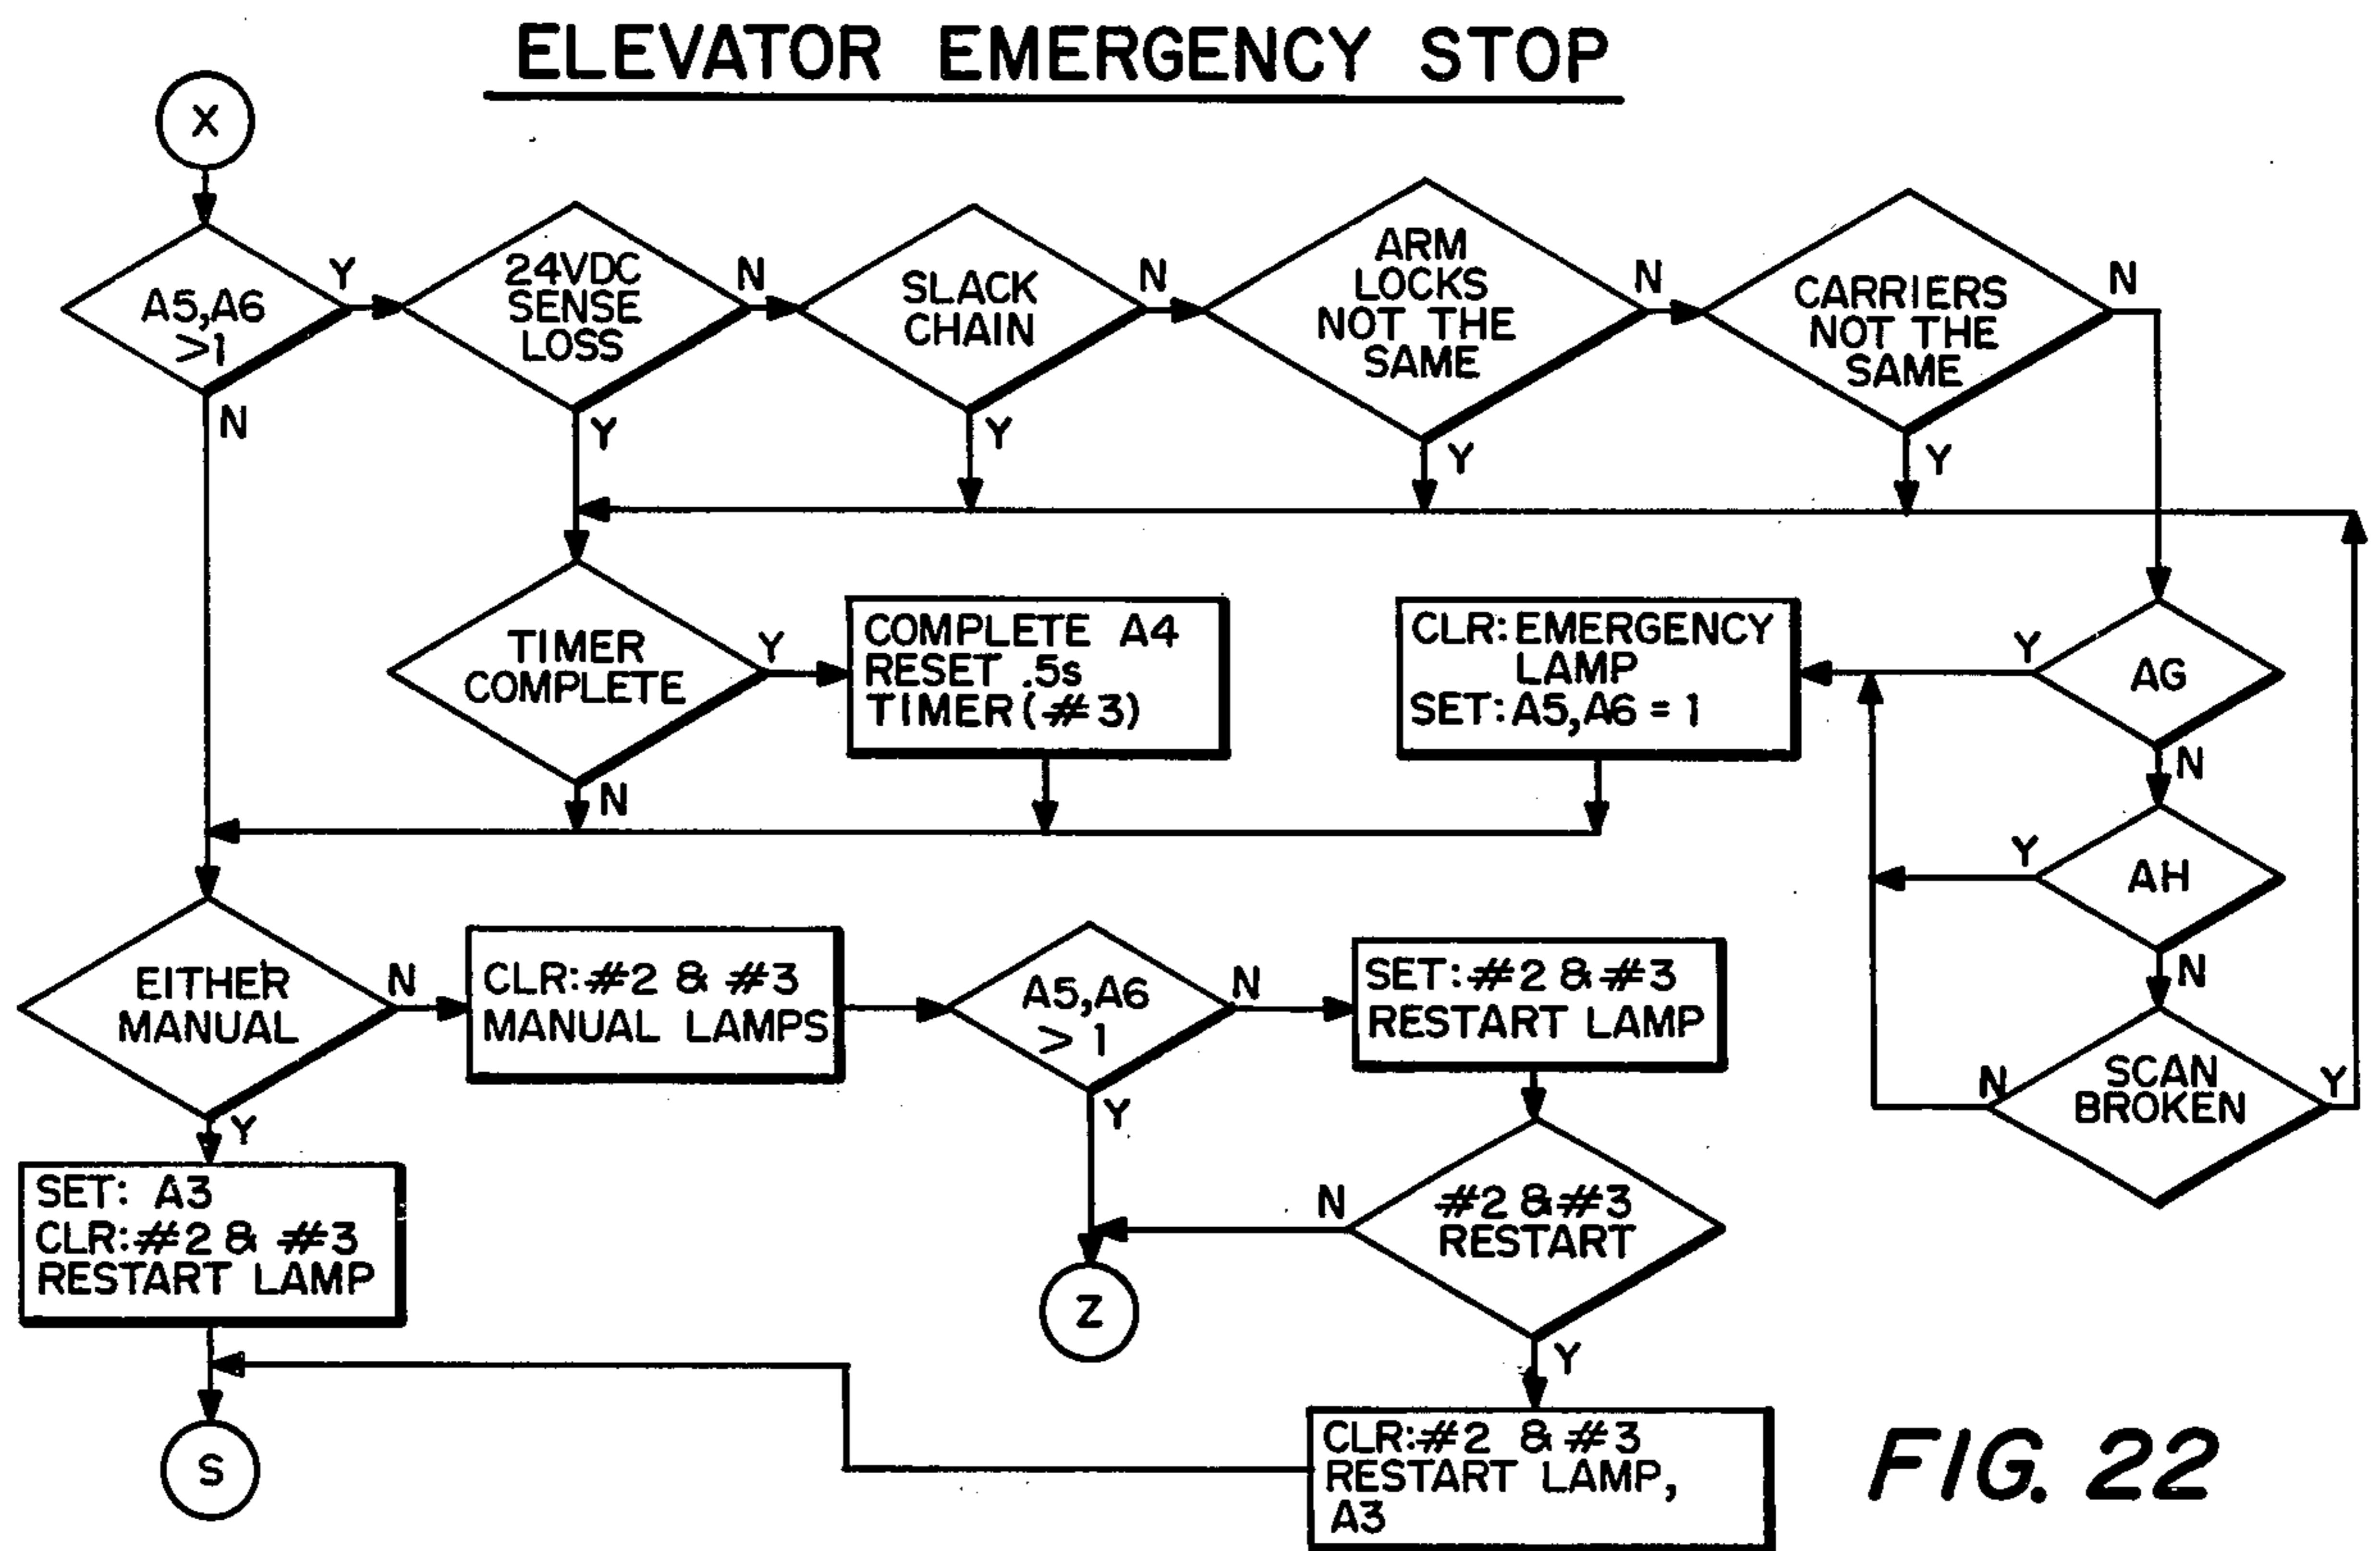 ELEVATOR EMERGENCY STOP
X
A5,A6
>1
Y
N
24VDC
SENSE
LOSS
N
Y
SLACK
CHAIN
N
Y
ARM
LOCKS
NOT THE
SAME
N
Y
CARRIERS
NOT THE
SAME
N
Y
TIMER
COMPLETE
Y
N
COMPLETE A4
RESET .5s
TIMER(#3)
CLR:EMERGENCY
LAMP
SET:A5,A6 = 1
Y
AG
N
Y
AH
N
N
SCAN
BROKEN
Y
EITHER
MANUAL
N
Y
CLR:#2 & #3
MANUAL LAMPS
A5,A6
> 1
N
Y
SET:#2 & #3
RESTART LAMP
SET: A3
CLR:#2 & #3
RESTART LAMP
N
#2 & #3
RESTART
Y
Z
S
CLR:#2 & #3
RESTART LAMP,
A3
FIG. 22